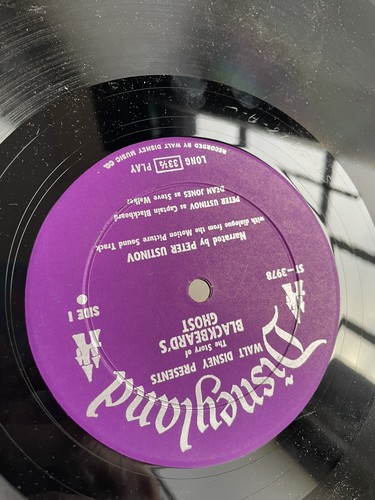 Disneyland
WALT DISNEY PRESENTS
The Story of
BLACKBEARD'S
GHOST
SIDE 1
ST-3978
Narrated by PETER USTINOV
with dialogue from the Motion Picture Sound Track
PETER USTINOV as Captain Blackbeard
DEAN JONES as Steve Walker
LONG 33⅓ PLAY
RECORDED BY WALT DISNEY MUSIC CO.